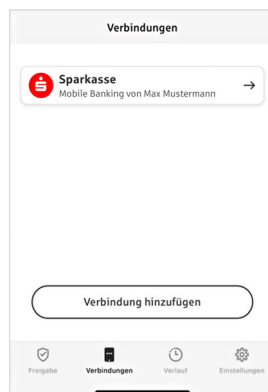 Verbindungen
Sparkasse
Mobile Banking von Max Mustermann
Verbindung hinzufügen
Freigabe Verbindungen Verlauf Einstellungen